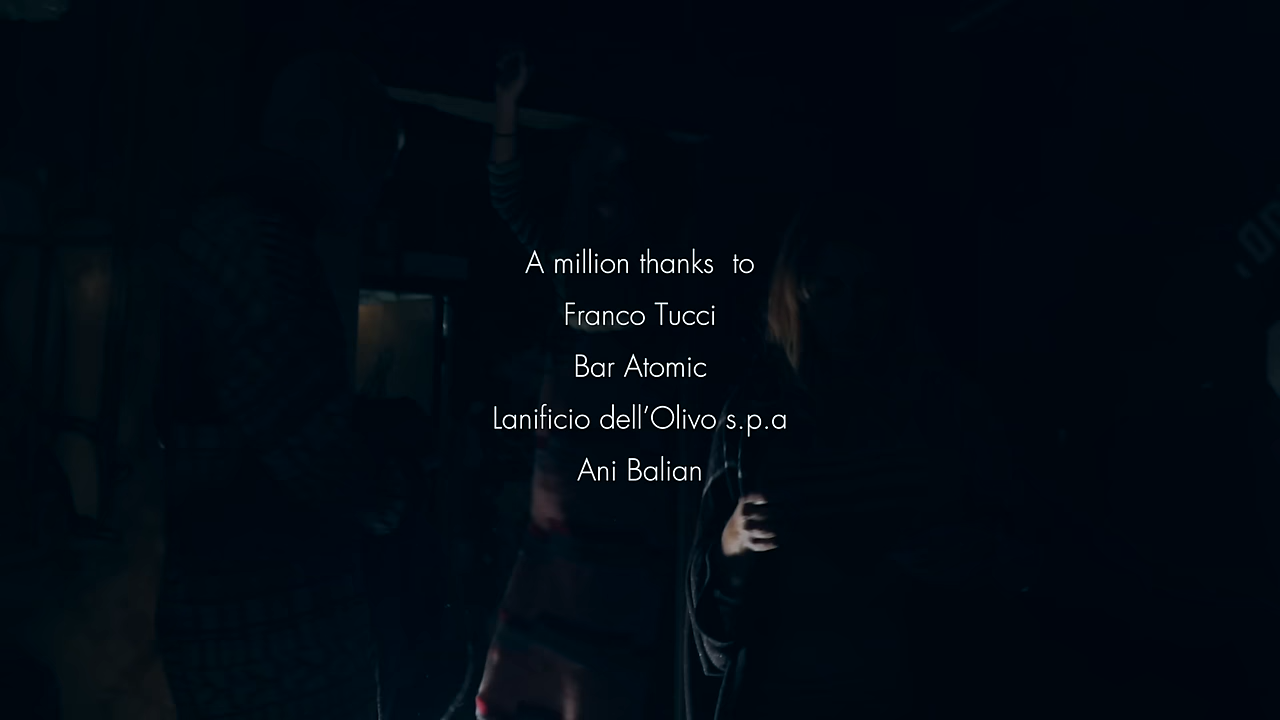 A million thanks  to
Franco Tucci
Bar Atomic
Lanificio dell’Olivo s.p.a
Ani Balian